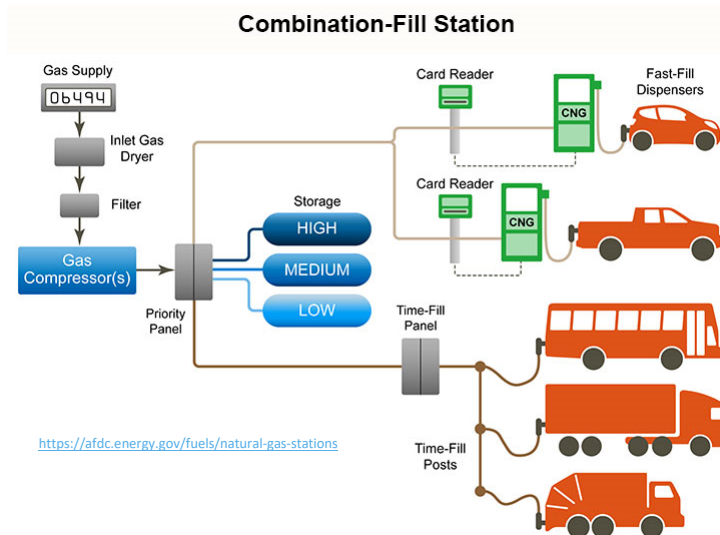 Combination-Fill Station
Gas Supply
06494
Inlet Gas
Dryer
Filter
Gas
Compressor(s)
Priority
Panel
Storage
HIGH
MEDIUM
LOW
Card Reader
CNG
Fast-Fill
Dispensers
Card Reader
CNG
Time-Fill
Panel
Time-Fill
Posts
https://afdc.energy.gov/fuels/natural-gas-stations